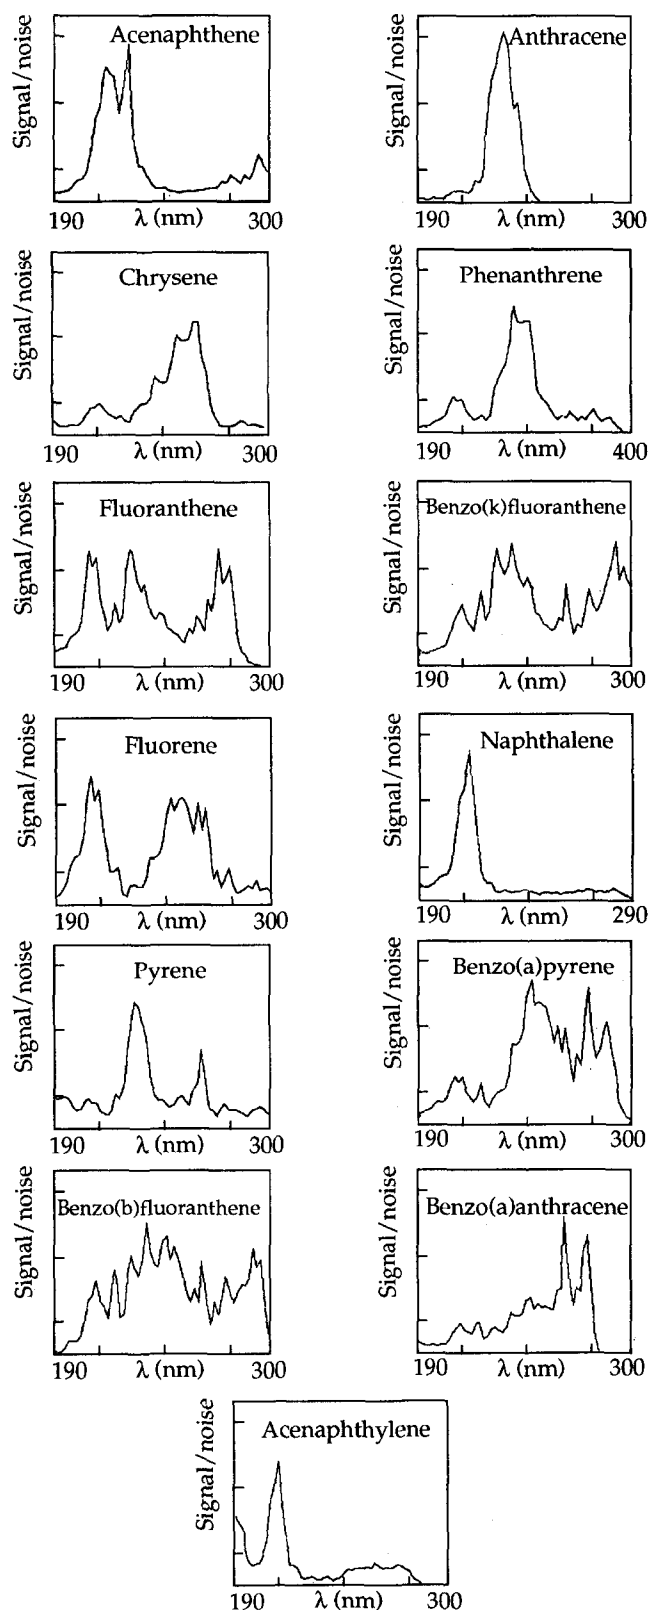 Acenaphthene
Signal/noise
190 λ (nm) 300
Anthracene
Signal/noise
190 λ (nm) 300
Chrysene
Signal/noise
190 λ (nm) 300
Phenanthrene
Signal/noise
190 λ (nm) 400
Fluoranthene
Signal/noise
190 λ (nm) 300
Benzo(k)fluoranthene
Signal/noise
190 λ (nm) 300
Fluorene
Signal/noise
190 λ (nm) 300
Naphthalene
Signal/noise
190 λ (nm) 290
Pyrene
Signal/noise
190 λ (nm) 300
Benzo(a)pyrene
Signal/noise
190 λ (nm) 300
Benzo(b)fluoranthene
Signal/noise
190 λ (nm) 300
Benzo(a)anthracene
Signal/noise
190 λ (nm) 300
Acenaphthylene
Signal/noise
190 λ (nm) 300